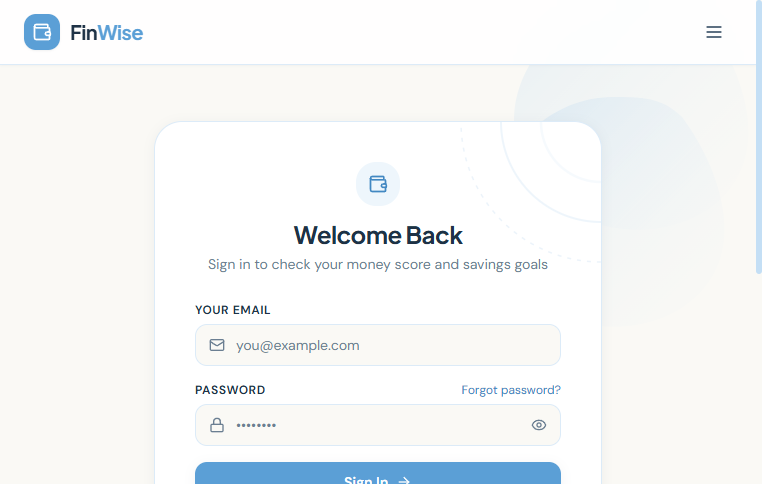 FinWise
Welcome Back
Sign in to check your money score and savings goals
YOUR EMAIL
you@example.com
PASSWORD Forgot password?
••••••••
Sign In →